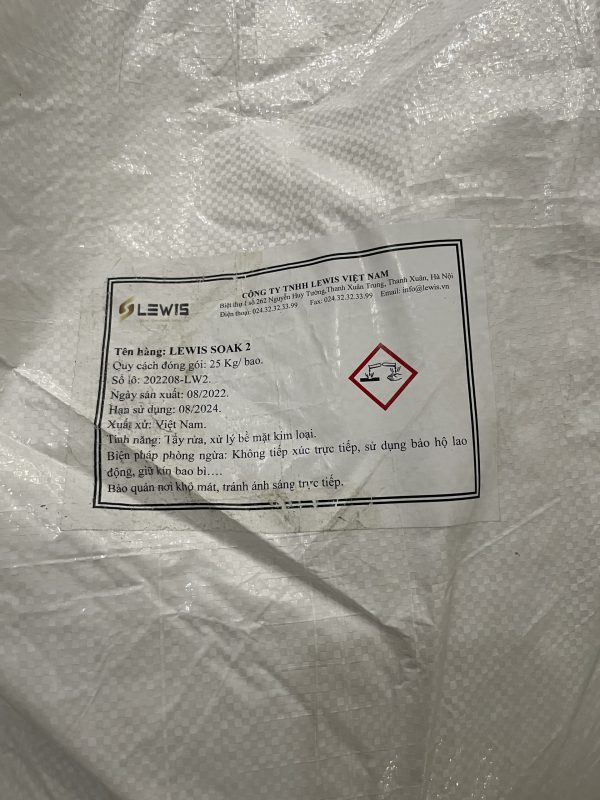 LEWIS
CÔNG TY TNHH LEWIS VIỆT NAM
Biệt thự 1 số 262 Nguyễn Huy Tưởng,Thanh Xuân Trung, Thanh Xuân, Hà Nội
Điện thoại: 024.32.32.33.99 Fax: 024.32.32.33.99 Email: info@lewis.vn
Tên hàng: LEWIS SOAK 2
Quy cách đóng gói: 25 Kg/ bao.
Số lô: 202208-LW2.
Ngày sản xuất: 08/2022.
Hạn sử dụng: 08/2024.
Xuất xứ: Việt Nam.
Tính năng: Tẩy rửa, xử lý bề mặt kim loại.
Biện pháp phòng ngừa: Không tiếp xúc trực tiếp, sử dụng bảo hộ lao
động, giữ kín bao bì….
Bảo quản nơi khô mát, tránh ánh sáng trực tiếp.